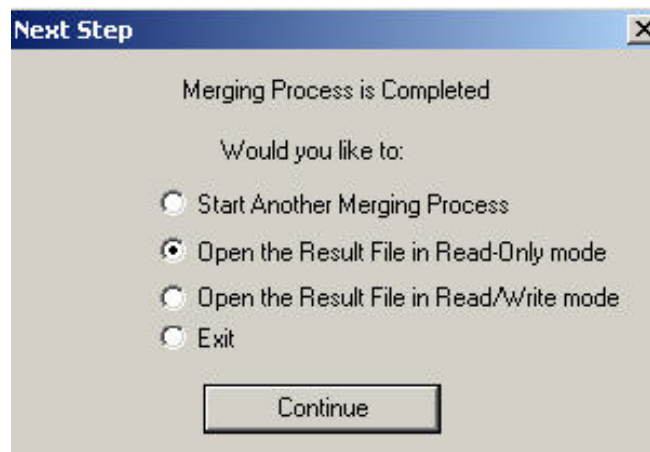 Next Step
Merging Process is Completed
Would you like to:
Start Another Merging Process
Open the Result File in Read-Only mode
Open the Result File in Read/Write mode
Exit
Continue